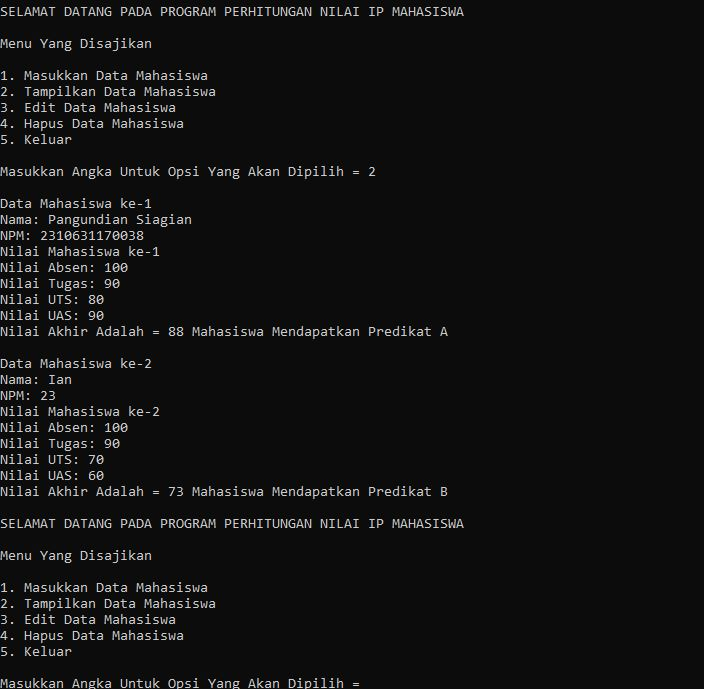 SELAMAT DATANG PADA PROGRAM PERHITUNGAN NILAI IP MAHASISWA
Menu Yang Disajikan
1. Masukkan Data Mahasiswa
2. Tampilkan Data Mahasiswa
3. Edit Data Mahasiswa
4. Hapus Data Mahasiswa
5. Keluar
Masukkan Angka Untuk Opsi Yang Akan Dipilih = 2
Data Mahasiswa ke-1
Nama: Pangundian Siagian
NPM: 2310631170038
Nilai Mahasiswa ke-1
Nilai Absen: 100
Nilai Tugas: 90
Nilai UTS: 80
Nilai UAS: 90
Nilai Akhir Adalah = 88 Mahasiswa Mendapatkan Predikat A
Data Mahasiswa ke-2
Nama: Ian
NPM: 23
Nilai Mahasiswa ke-2
Nilai Absen: 100
Nilai Tugas: 90
Nilai UTS: 70
Nilai UAS: 60
Nilai Akhir Adalah = 73 Mahasiswa Mendapatkan Predikat B
SELAMAT DATANG PADA PROGRAM PERHITUNGAN NILAI IP MAHASISWA
Menu Yang Disajikan
1. Masukkan Data Mahasiswa
2. Tampilkan Data Mahasiswa
3. Edit Data Mahasiswa
4. Hapus Data Mahasiswa
5. Keluar
Masukkan Angka Untuk Opsi Yang Akan Dipilih =